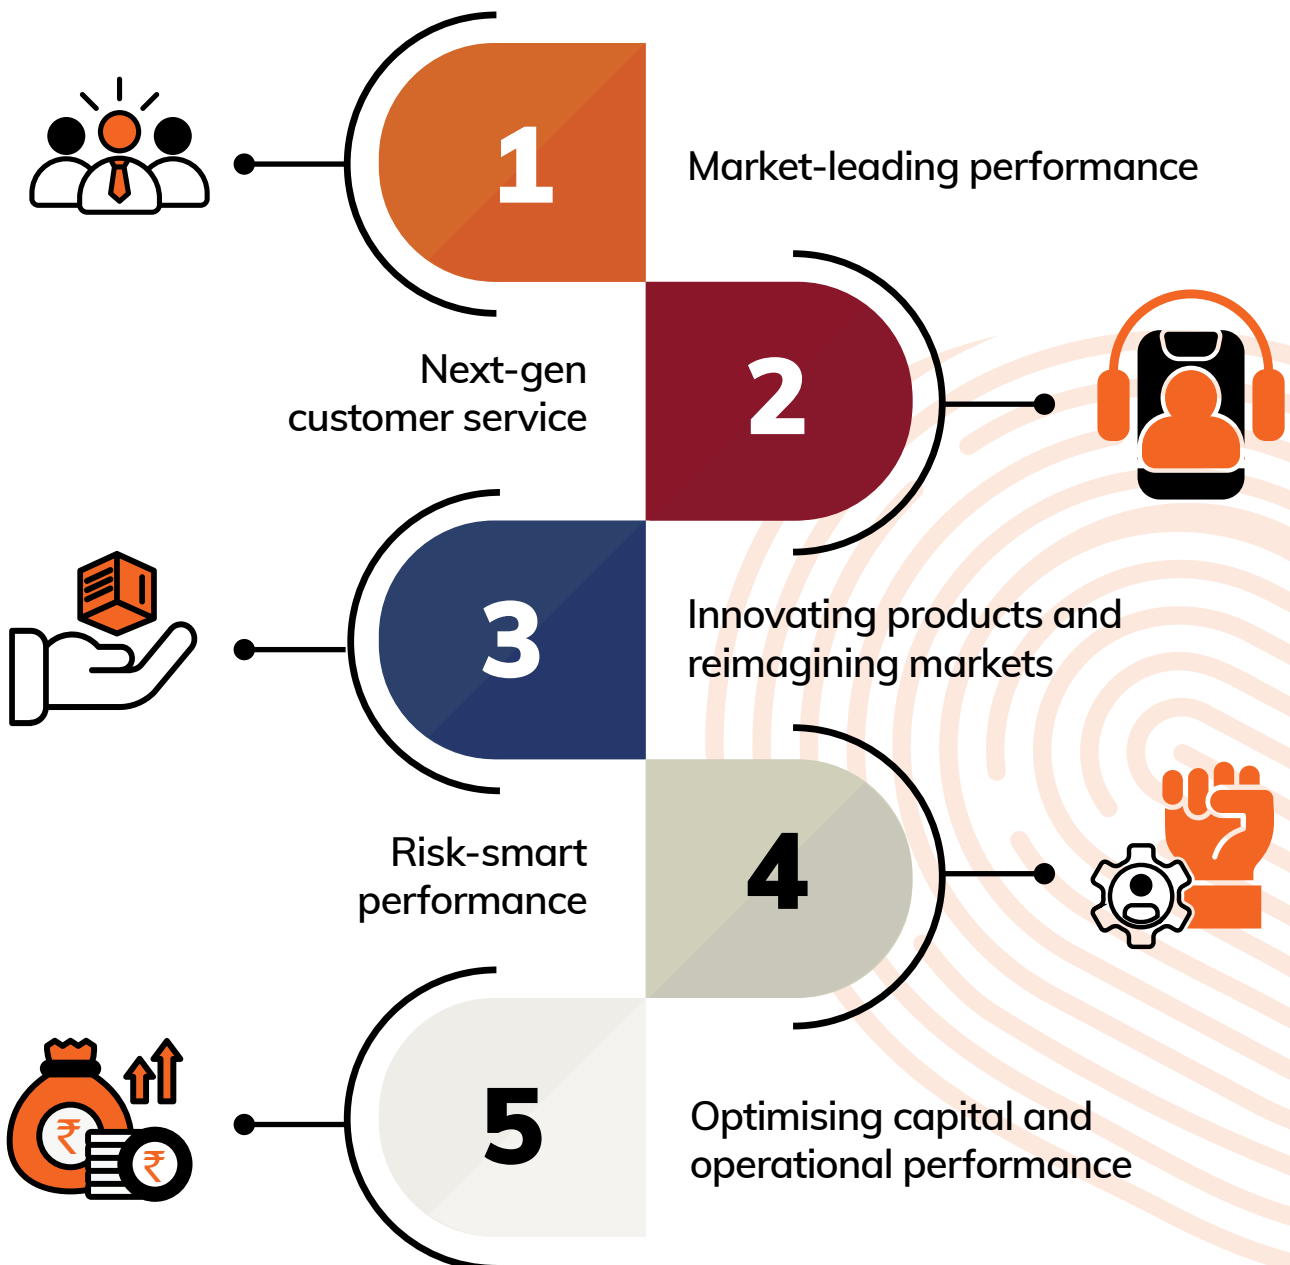 1
Market-leading performance
2
Next-gen
customer service
3
Innovating products and
reimagining markets
4
Risk-smart
performance
5
Optimising capital and
operational performance
₹
₹